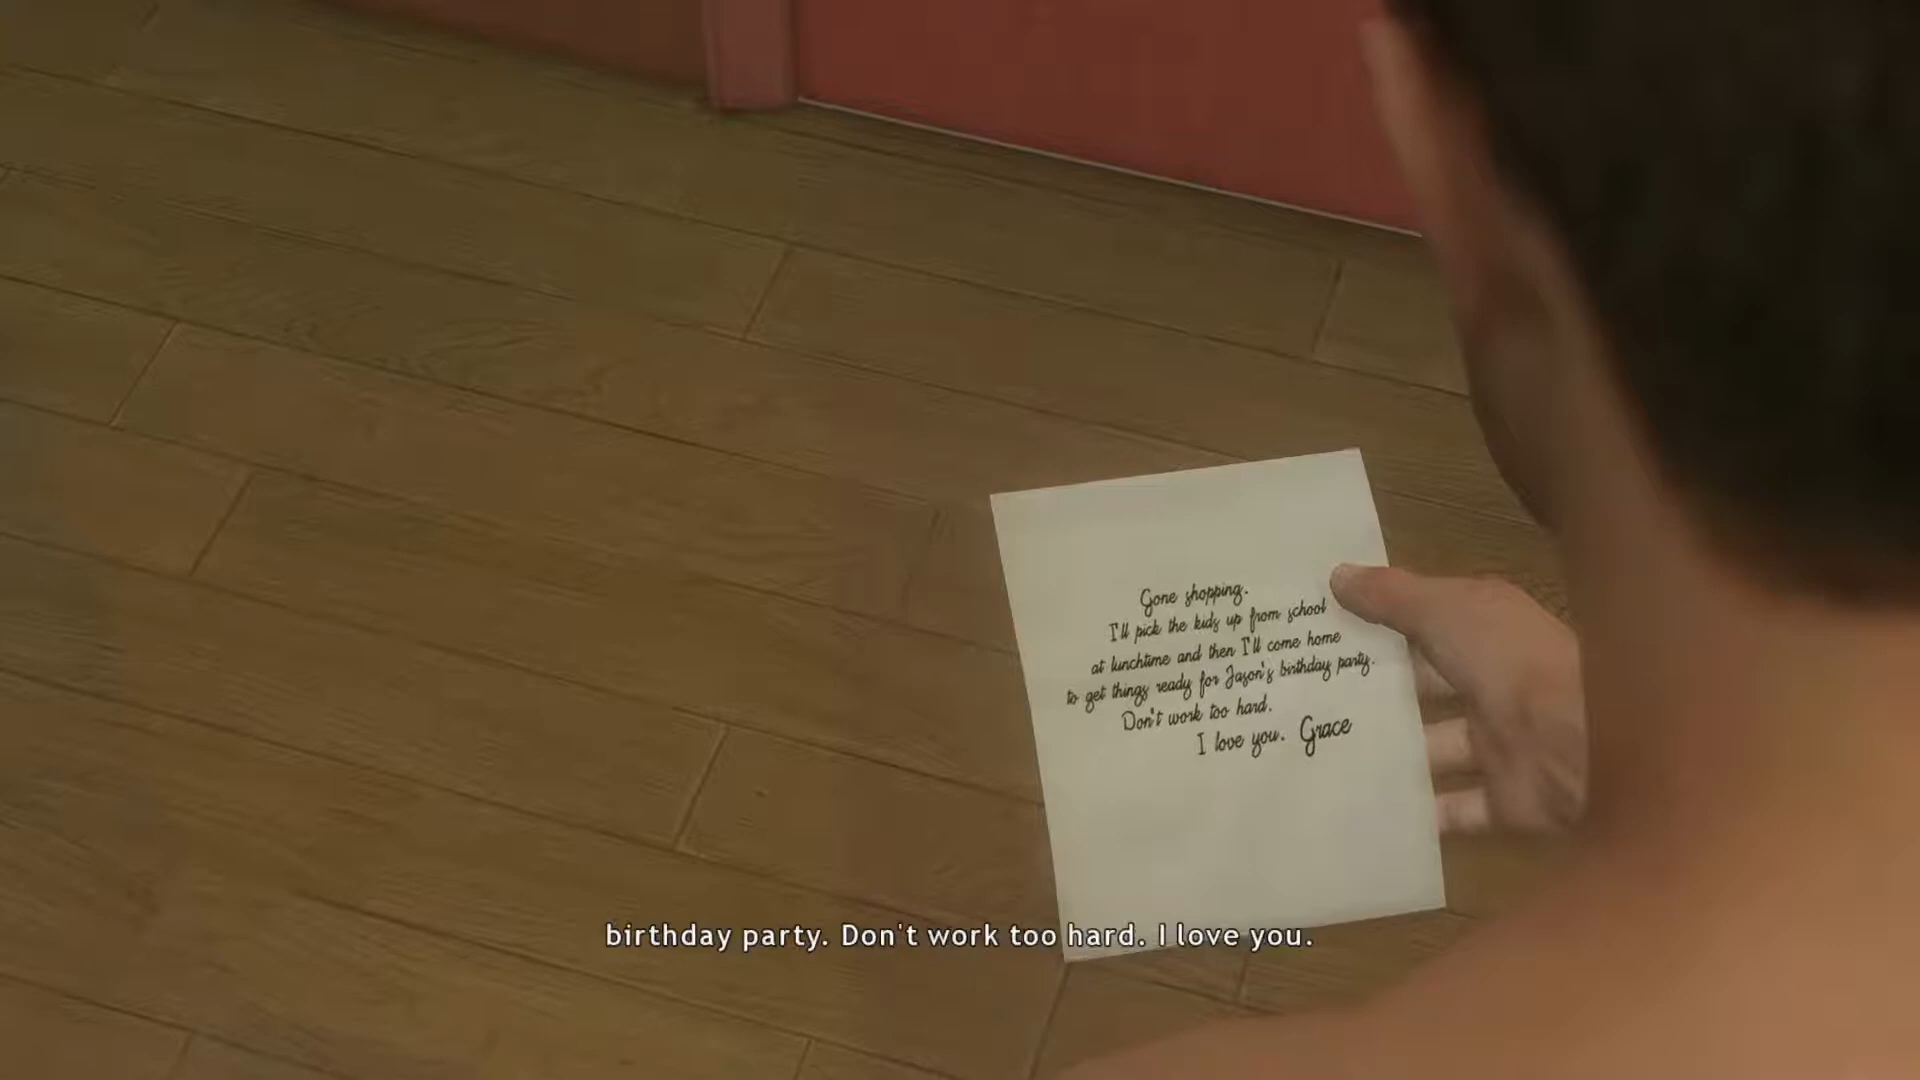 Gone shopping.
I'll pick the kids up from school
at lunchtime and then I'll come home
to get things ready for Jason's birthday party.
Don't work too hard.
I love you. Grace
birthday party. Don't work too hard. I love you.